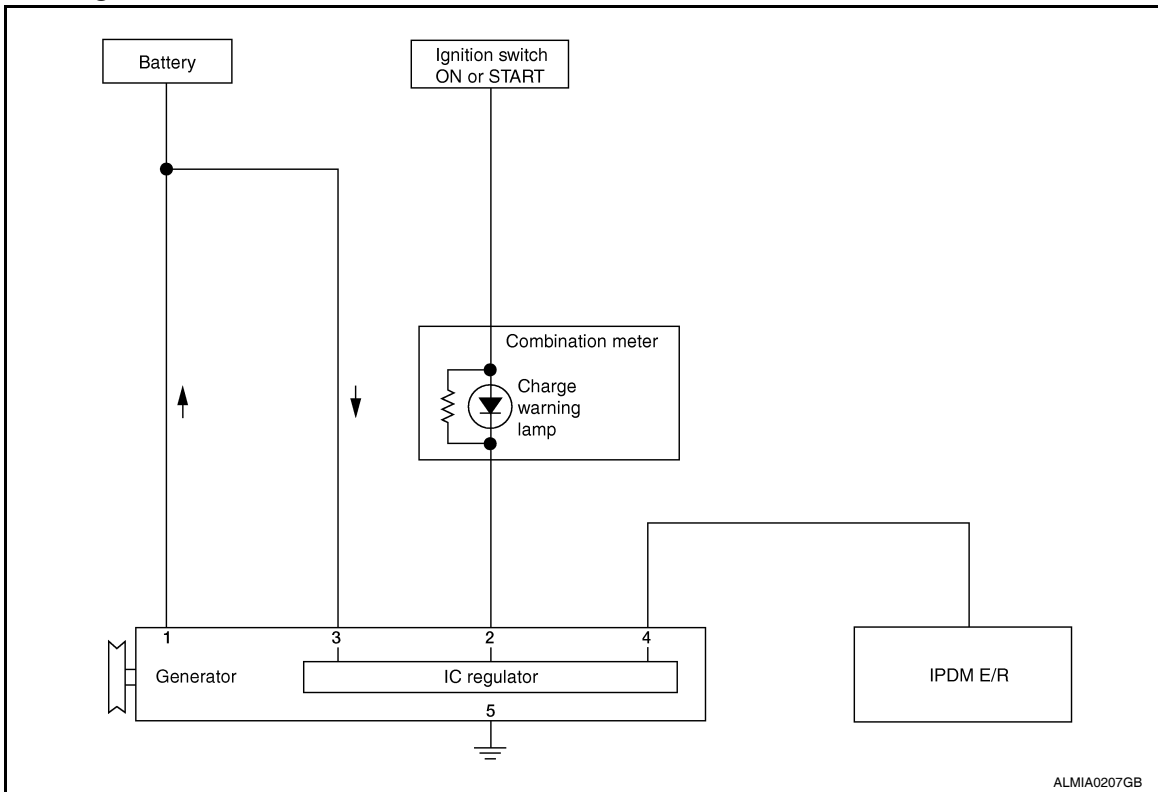 Battery
Ignition switch
ON or START
Combination meter
Charge
warning
lamp
1
3
2
4
Generator
IC regulator
IPDM E/R
5
ALMIA0207GB